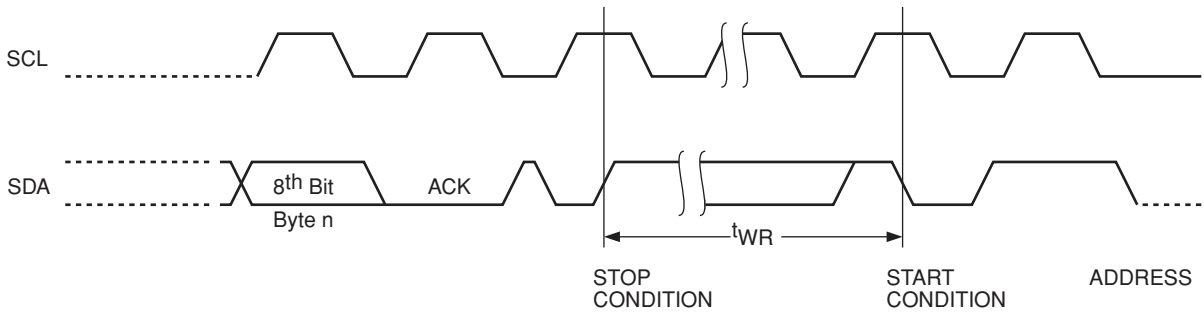 SCL
SDA
8th Bit
Byte n
ACK
tWR
STOP
CONDITION
START
CONDITION
ADDRESS